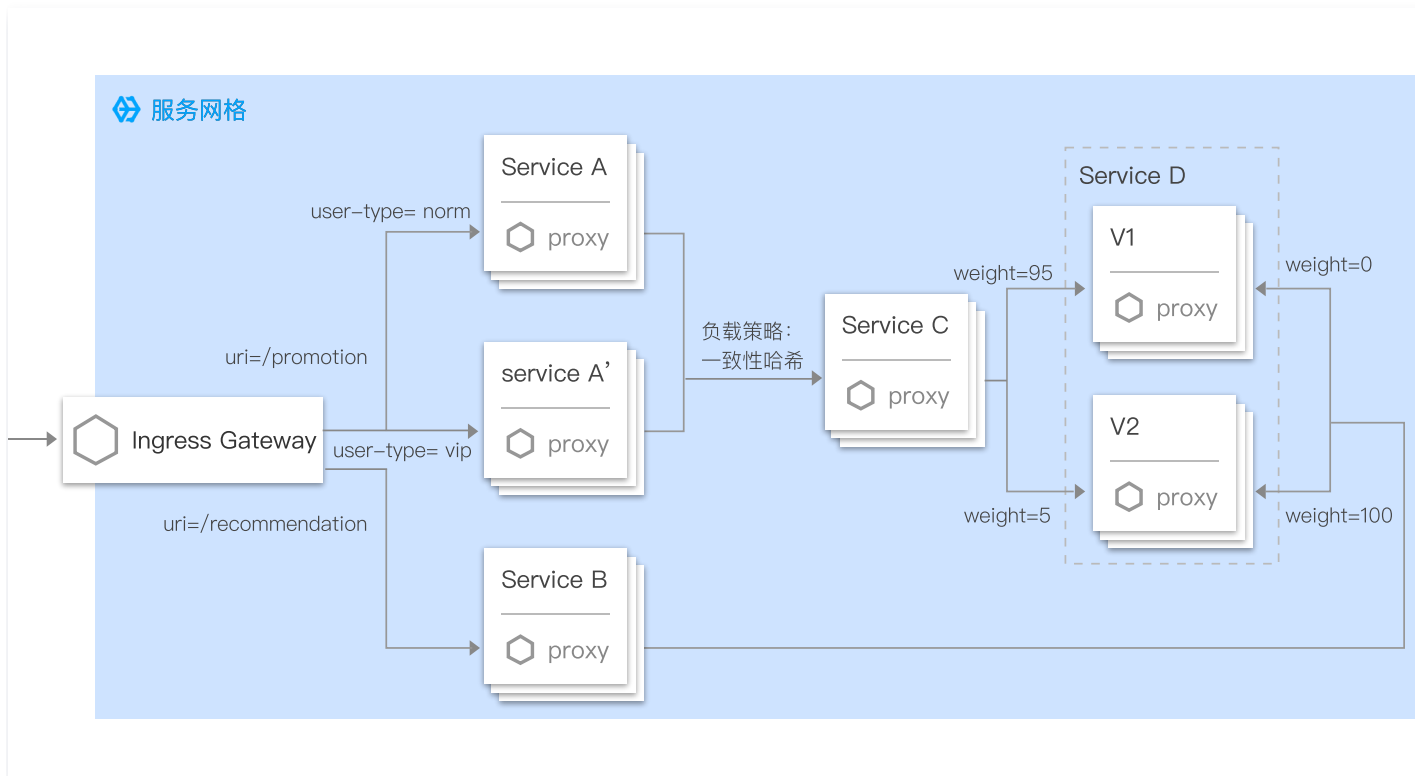 服务网格
Service A
proxy
user-type= norm
uri=/promotion
service A’
proxy
Ingress Gateway
user-type= vip
uri=/recommendation
Service B
proxy
负载策略：
一致性哈希
Service C
proxy
Service D
V1
proxy
weight=95
weight=0
V2
proxy
weight=5
weight=100